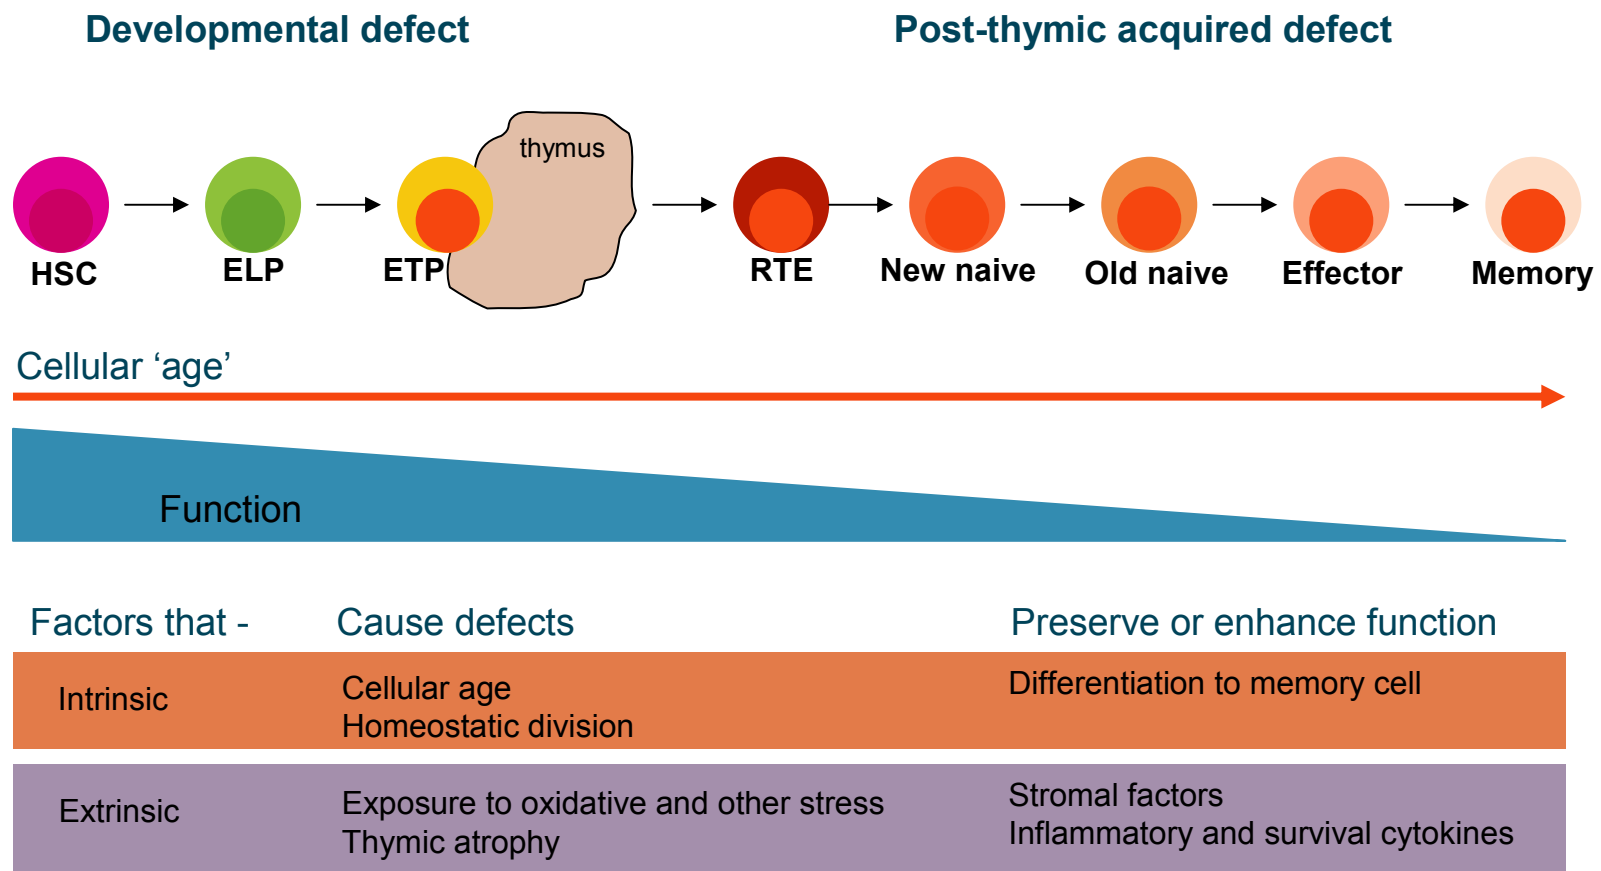 Developmental defect
Post-thymic acquired defect
thymus
HSC
ELP
ETP
RTE
New naive
Old naive
Effector
Memory
Cellular ‘age’
Function
Factors that -
Cause defects
Preserve or enhance function
Intrinsic
Cellular age
Homeostatic division
Differentiation to memory cell
Extrinsic
Exposure to oxidative and other stress
Thymic atrophy
Stromal factors
Inflammatory and survival cytokines